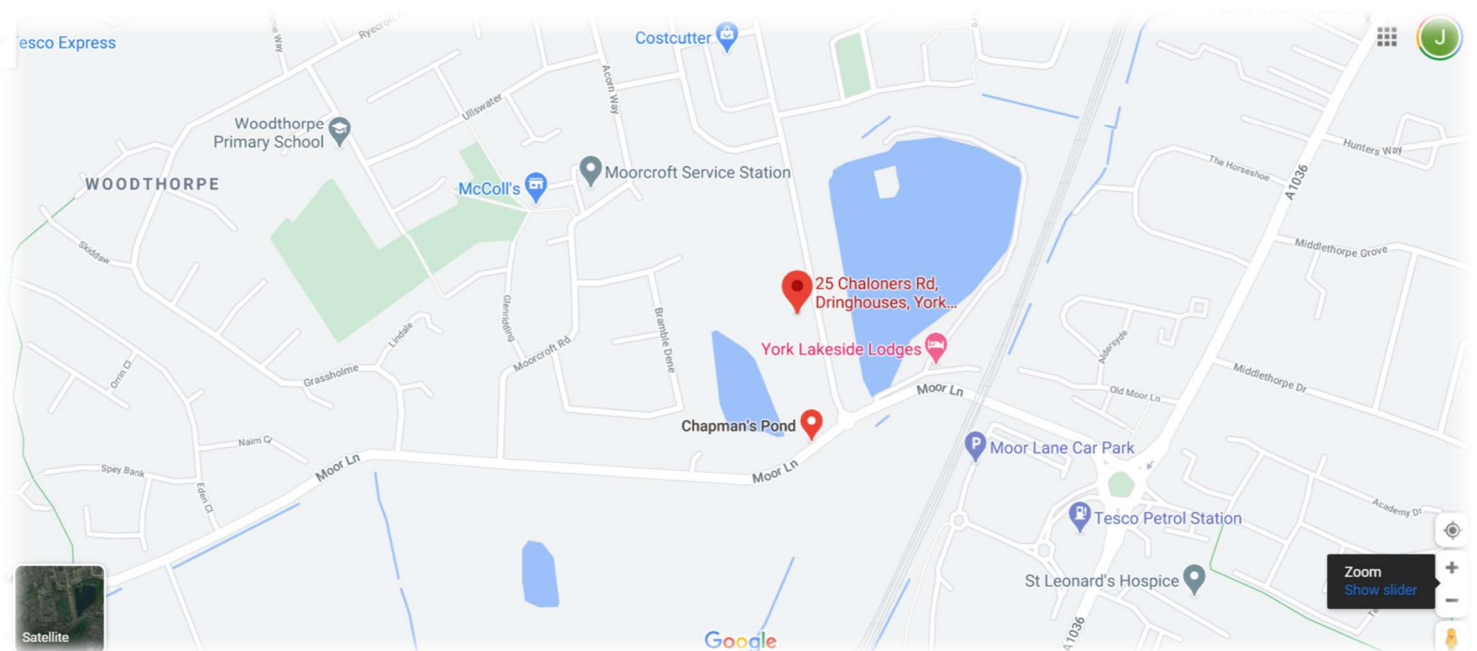 Tesco Express
Ryecroft
Costcutter
J
Acorn Way
Ullswater
Woodthorpe
Primary School
Hunters Way
The Horseshoe
Moorcroft Service Station
WOODTHORPE
McColl's
A1036
Skiddaw
Middlethorpe Grove
25 Chaloners Rd,
Dringhouses, York...
Glenridding
Bramble Dene
Lindale
York Lakeside Lodges
Moorcroft Rd
Aldersyde
Orrin Cl
Grassholme
Middlethorpe Dr
Moor Ln
Old Moor Ln
Chapman's Pond
Nairn Cl
Moor Lane Car Park
Moor Ln
Spey Bank
Moor Ln
Eden Cl
Academy Dr
Tesco Petrol Station
St Leonard's Hospice
Zoom
Show slider
Satellite
Google
A1036